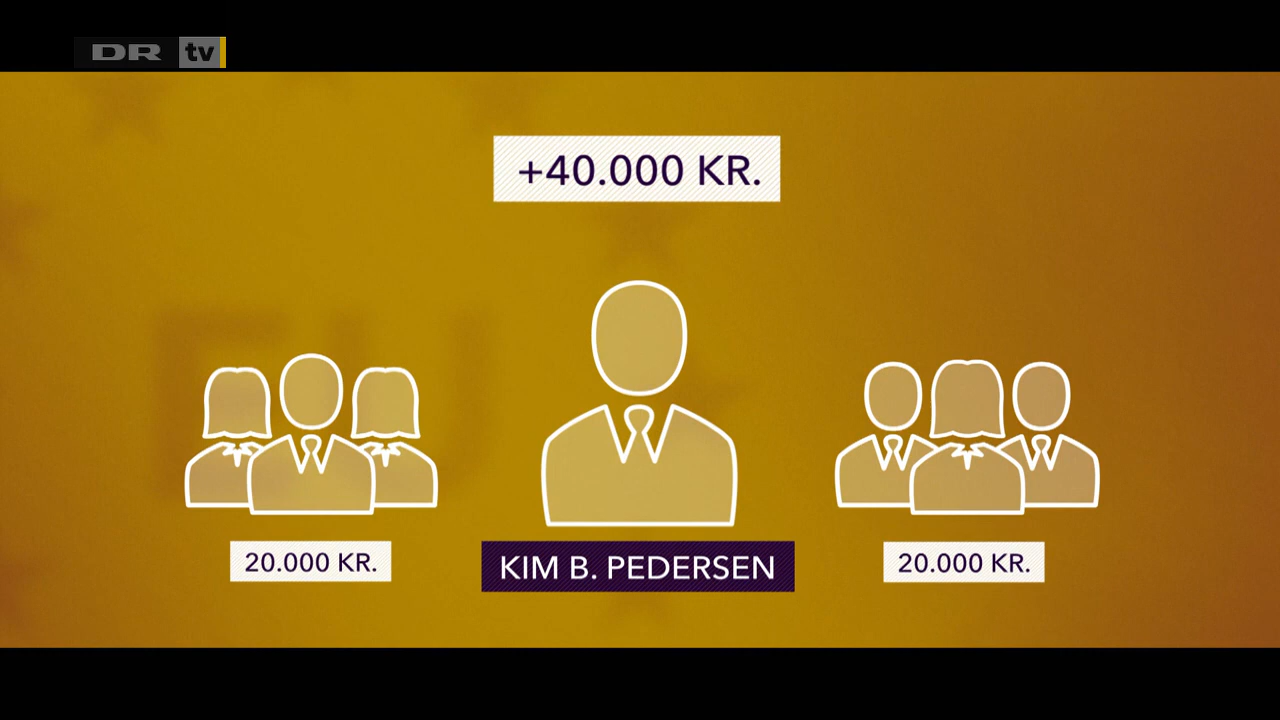 DR tv
+40.000 KR.
20.000 KR.
KIM B. PEDERSEN
20.000 KR.